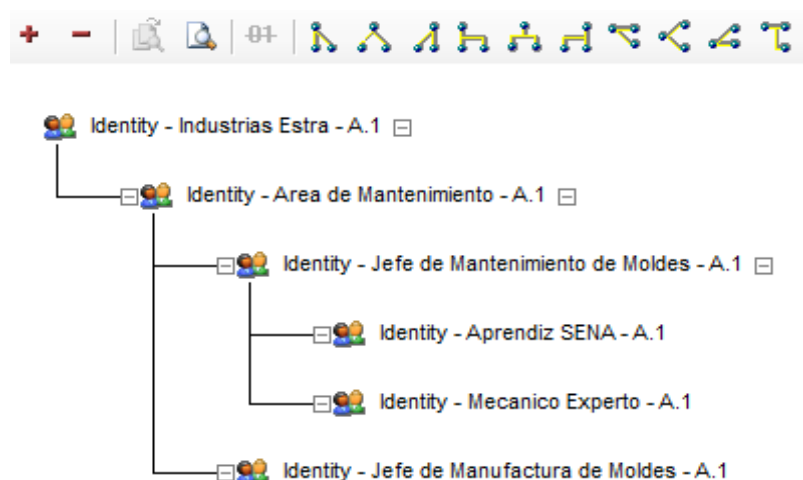 Identity - Industrias Estra - A.1
Identity - Area de Mantenimiento - A.1
Identity - Jefe de Mantenimiento de Moldes - A.1
Identity - Aprendiz SENA - A.1
Identity - Mecanico Experto - A.1
Identity - Jefe de Manufactura de Moldes - A.1